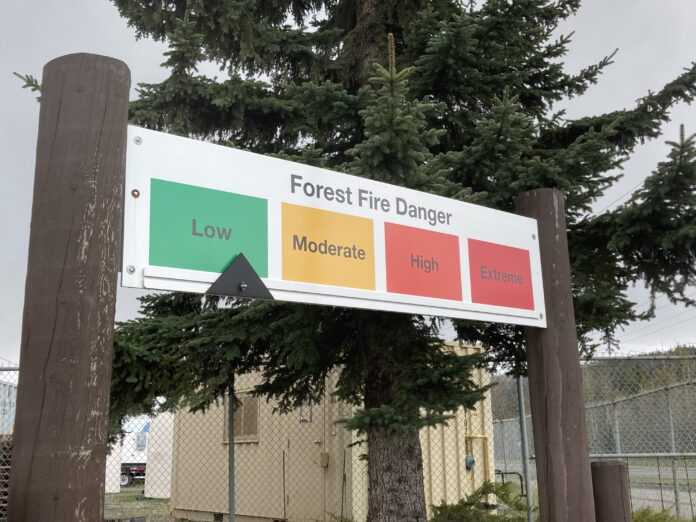 Forest Fire Danger
Low
Moderate
High
Extreme